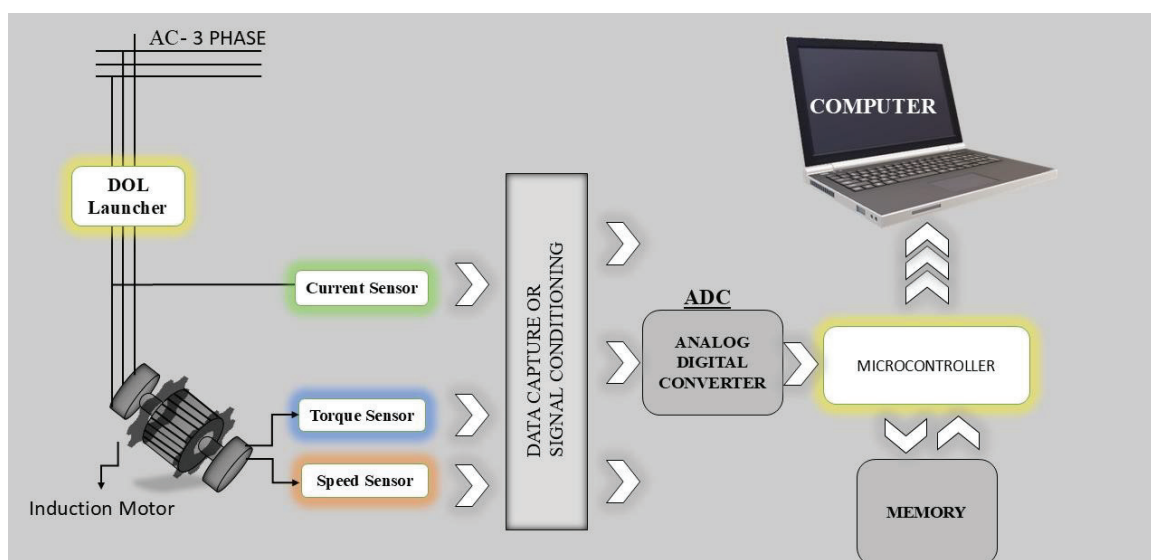 AC- 3 PHASE
DOL
Launcher
Current Sensor
Torque Sensor
Speed Sensor
Induction Motor
DATA CAPTURE OR
SIGNAL CONDITIONING
ADC
ANALOG
DIGITAL
CONVERTER
MICROCONTROLLER
MEMORY
COMPUTER